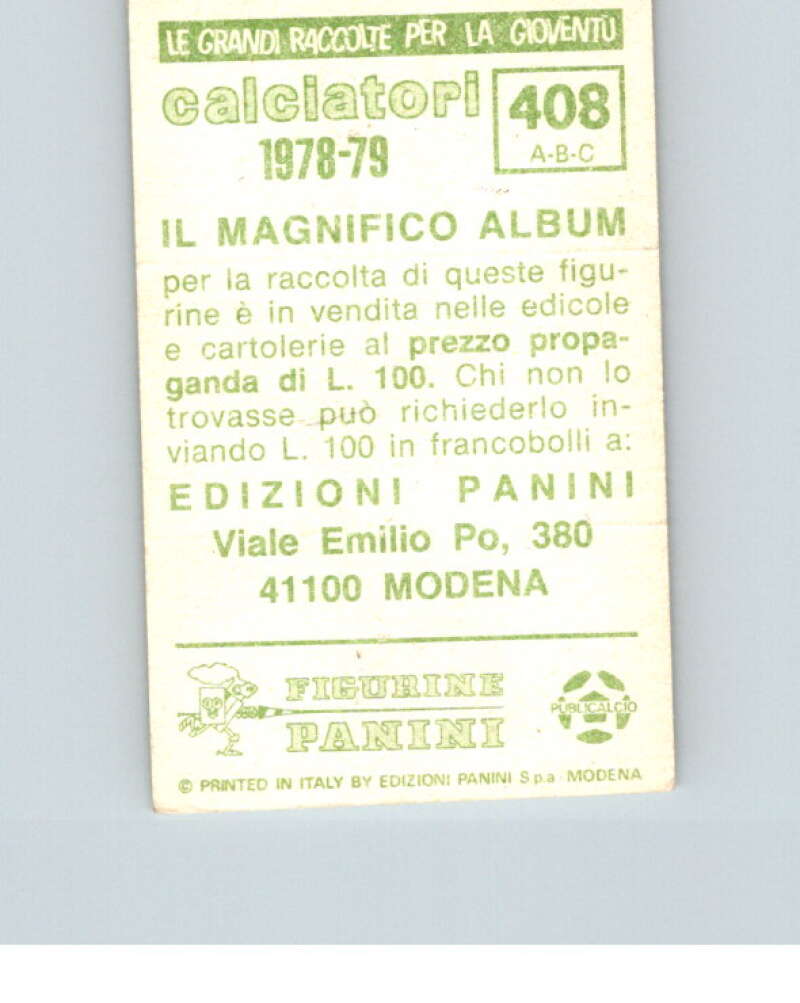 LE GRANDI RACCOLTE PER LA GIOVENTÙ
calciatori
1978-79
408
A-B-C
IL MAGNIFICO ALBUM
per la raccolta di queste figu-
rine è in vendita nelle edicole
e cartolerie al prezzo propa-
ganda di L. 100. Chi non lo
trovasse può richiederlo in-
viando L. 100 in francobolli a:
EDIZIONI PANINI
Viale Emilio Po, 380
41100 MODENA
FIGURINE
PANINI
PUBLICALCIO
© PRINTED IN ITALY BY EDIZIONI PANINI S.p.a. MODENA